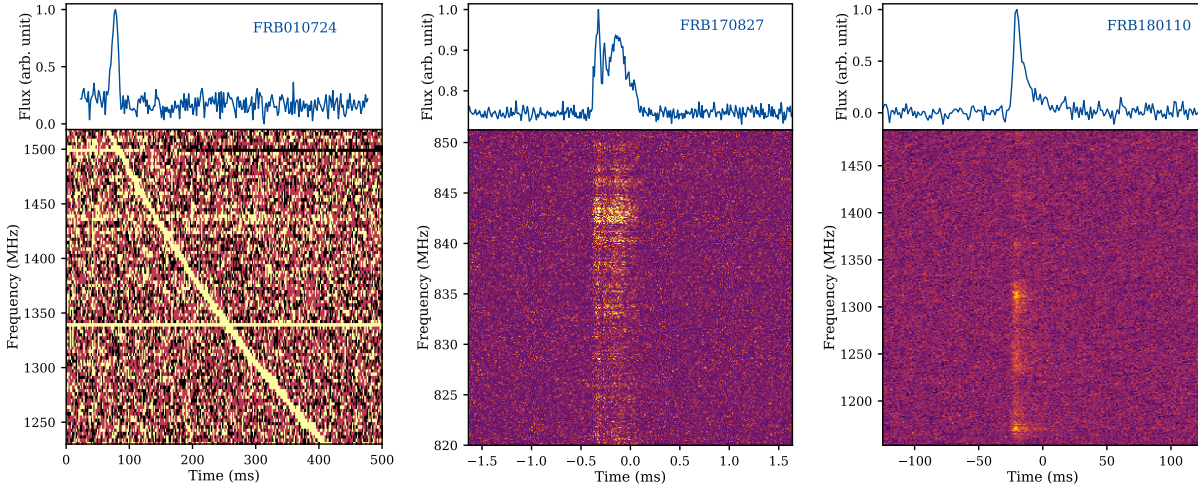 FRB010724
Flux (arb. unit)
1.0
0.5
0.0
Frequency (MHz)
1500
1450
1400
1350
1300
1250
0 100 200 300 400 500
Time (ms)
FRB170827
Flux (arb. unit)
1.0
0.9
0.8
Frequency (MHz)
850
845
840
835
830
825
820
−1.5 −1.0 −0.5 0.0 0.5 1.0 1.5
Time (ms)
FRB180110
Flux (arb. unit)
1.0
0.5
0.0
Frequency (MHz)
1450
1400
1350
1300
1250
1200
−100 −50 0 50 100
Time (ms)